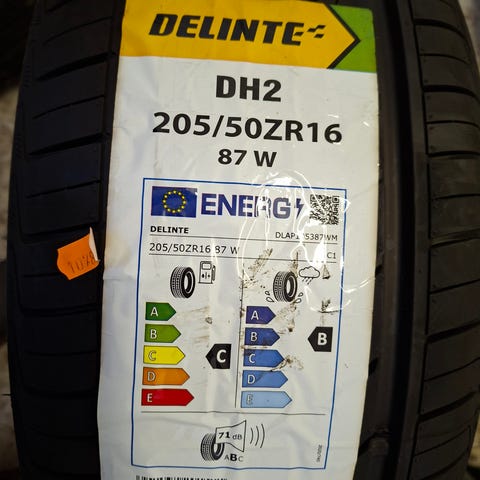 DELINTE
DH2
205/50ZR16
87 W
ENERG
DELINTE
205/50ZR16 87 W C1
A A
B B B
C C C
D D
E E
71 dB
ABC